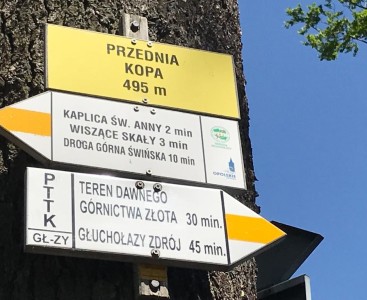 PRZEDNIA
KOPA
495 m
KAPLICA ŚW. ANNY 2 min
WISZĄCE SKAŁY 3 min
DROGA GÓRNA ŚWIŃSKA 10 min
PTTK
GŁ-ZY
TEREN DAWNEGO
GÓRNICTWA ZŁOTA 30 min.
GŁUCHOŁAZY ZDRÓJ 45 min.